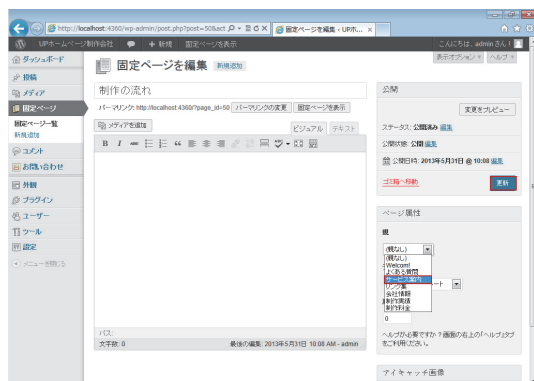 http://localhost:4360/wp-admin/post.php?post=50&act
固定ページを編集 ‹ UPホ...
UPホームページ制作会社 + 新規 固定ページを表示
こんにちは、admin さん!
表示オプション ヘルプ
ダッシュボード
投稿
メディア
固定ページ
固定ページ一覧
新規追加
コメント
お問い合わせ
外観
プラグイン
ユーザー
ツール
設定
メニューを閉じる
固定ページを編集 新規追加
制作の流れ
パーマリンク: http://localhost:4360/?page_id=50 パーマリンクの変更 固定ページを表示
メディアを追加
ビジュアル テキスト
B I ABC
パス:
文字数: 0 最後の編集: 2013年5月31日 10:08 AM - admin
公開
変更をプレビュー
ステータス: 公開済み 編集
公開状態: 公開 編集
公開日時: 2013年5月31日 @ 10:08 編集
ゴミ箱へ移動 更新
ページ属性
親
(親なし)
(親なし)
Welcom!
よくある質問
サービス案内
リンク集
会社情報
制作実績
制作料金
ート
0
ヘルプが必要ですか ? 画面の右上の「ヘルプ」タブをご利用ください。
アイキャッチ画像